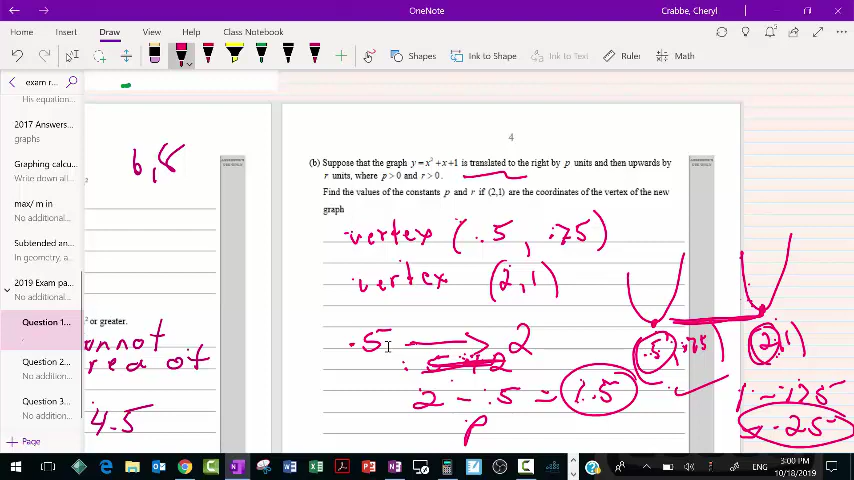 OneNote
Crabbe, Cheryl
Home Insert Draw View Help Class Notebook
Shapes Ink to Shape Ink to Text Ruler Math
exam r...
His equation...
2017 Answers...
graphs
Graphing calcu...
Write down all ...
max/ m in
No additional ...
Subtended an...
In geometry, a ...
2019 Exam pa...
No additional ...
Question 1...
Question 2...
No additional ...
Question 3...
No additional ...
Page
6,8
² or greater.
annot
rea of
4.5
4
(b) Suppose that the graph y = x² + x + 1 is translated to the right by p units and then upwards by
r units, where p > 0 and r > 0.
Find the values of the constants p and r if (2,1) are the coordinates of the vertex of the new
graph
vertex (.5, .75)
vertex (2,1)
.5 → 2
2 - .5 = 1.5
p
(.5, .75)
(2,1)
1 - .75
= .25
ENG
3:00 PM
10/18/2019